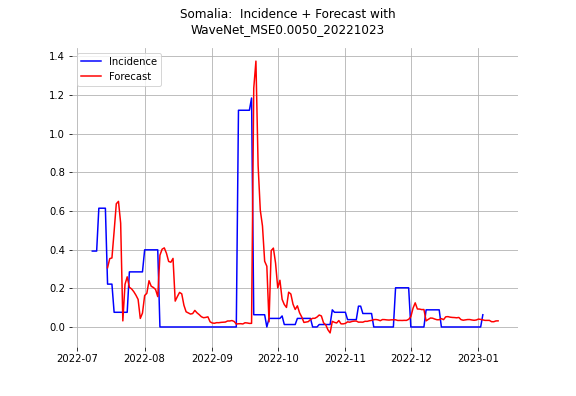 Somalia:  Incidence + Forecast with
WaveNet_MSE0.0050_20221023
1.4
1.2
1.0
0.8
0.6
0.4
0.2
0.0
Incidence
Forecast
2022-07 2022-08 2022-09 2022-10 2022-11 2022-12 2023-01